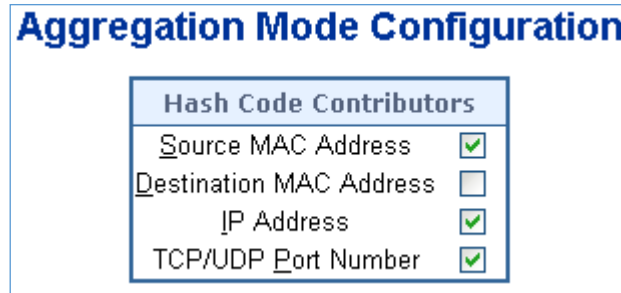 Aggregation Mode Configuration
Hash Code Contributors
Source MAC Address
Destination MAC Address
IP Address
TCP/UDP Port Number